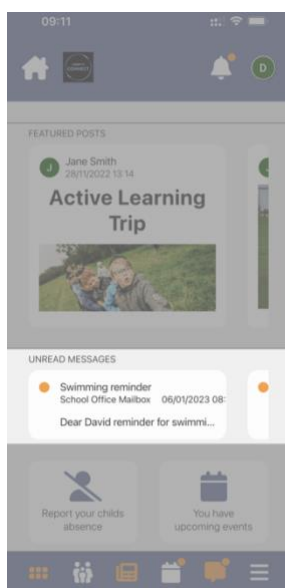 09:11
D
FEATURED POSTS
J
Jane Smith
28/11/2022 13:14
Active Learning
Trip
UNREAD MESSAGES
Swimming reminder
School Office Mailbox 06/01/2023 08:
Dear David reminder for swimmi...
Report your childs
absence
You have
upcoming events